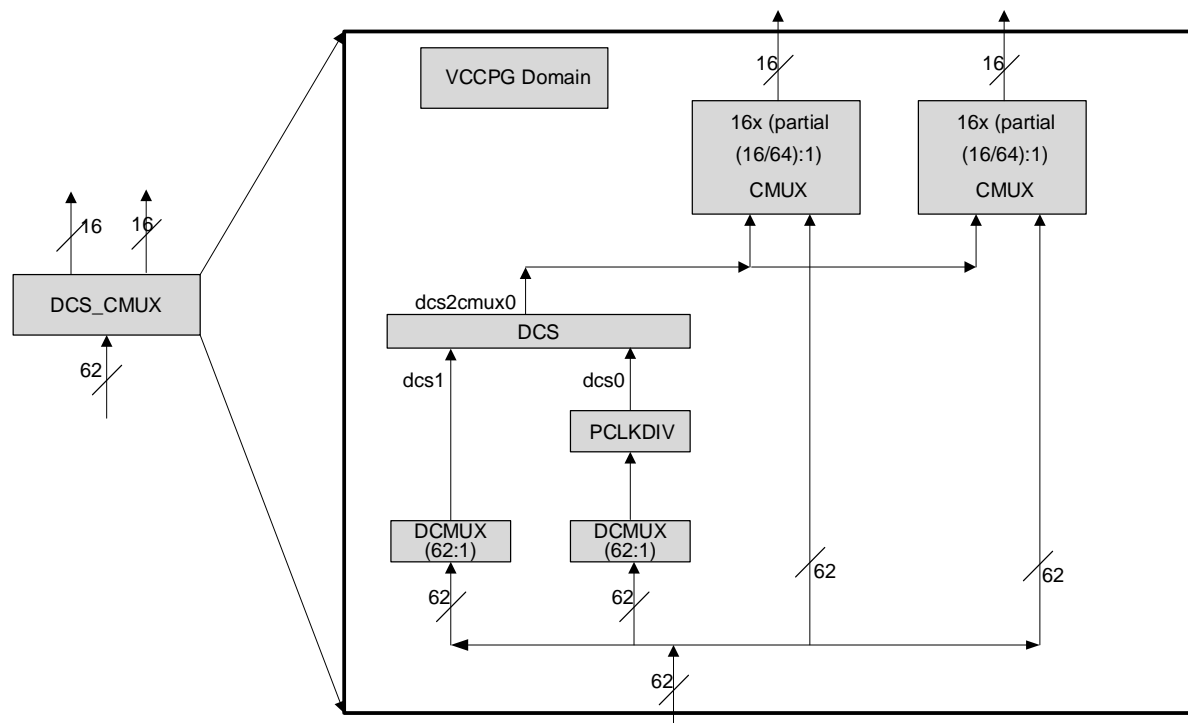 16
16
DCS_CMUX
62
VCCPG Domain
16
16
16x (partial
(16/64):1)
CMUX
16x (partial
(16/64):1)
CMUX
dcs2cmux0
DCS
dcs1
dcs0
PCLKDIV
DCMUX
(62:1)
DCMUX
(62:1)
62
62
62
62
62